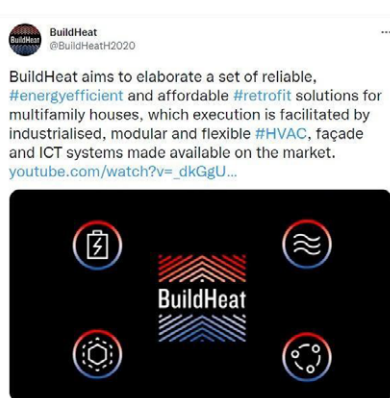 BuildHeat
@BuildHeatH2020
BuildHeat aims to elaborate a set of reliable,
#energyefficient and affordable #retrofit solutions for
multifamily houses, which execution is facilitated by
industrialised, modular and flexible #HVAC, façade
and ICT systems made available on the market.
youtube.com/watch?v=_dkGgU...
BuildHeat
BuildHeat